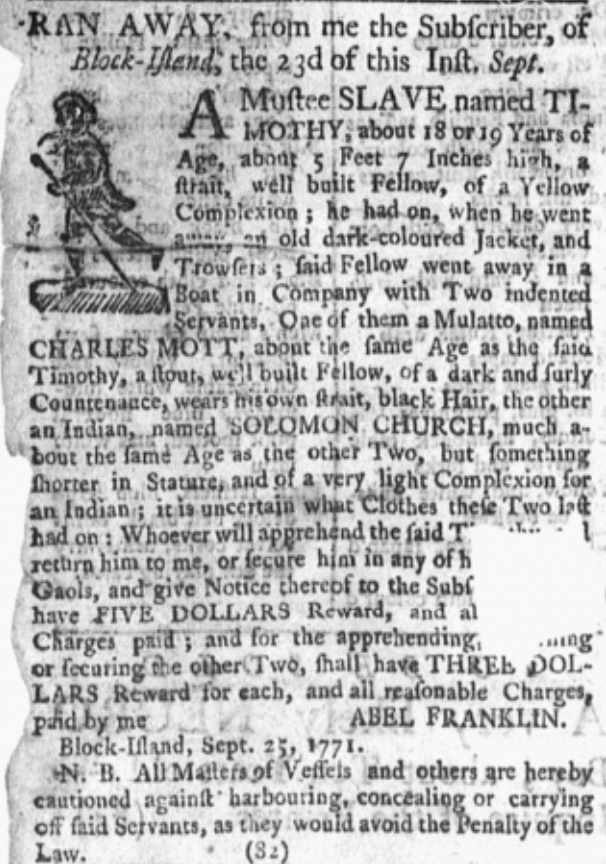 RAN AWAY, from me the Subſcriber, of
Block-Iſland, the 23d of this Inſt. Sept.
A Muſtee SLAVE named TI-
MOTHY, about 18 or 19 Years of
Age, about 5 Feet 7 Inches high, a
ſtrait, well built Fellow, of a Yellow
Complexion; he had on, when he went
away, an old dark-coloured Jacket, and
Trowſers; ſaid Fellow went away in a
Boat in Company with Two indented
Servants, One of them a Mulatto, named
CHARLES MOTT, about the ſame Age as the ſaid
Timothy, a ſtout, well built Fellow, of a dark and ſurly
Countenance, wears his own ſtrait, black Hair, the other
an Indian, named SOLOMON CHURCH, much a-
bout the ſame Age as the other Two, but ſomething
ſhorter in Stature, and of a very light Complexion for
an Indian; it is uncertain what Clothes theſe Two laſt
had on: Whoever will apprehend the ſaid
return him to me, or ſecure him in any of
Gaols, and give Notice thereof to the
have FIVE DOLLARS Reward, and
Charges paid; and for the apprehending,
or ſecuring the other Two, ſhall have THREE DOL-
LARS Reward for each, and all reaſonable Charges,
paid by me ABEL FRANKLIN.
Block-Iſland, Sept. 25, 1771.
N. B. All Maſters of Veſſels and others are hereby
cautioned againſt harbouring, concealing or carrying
off ſaid Servants, as they would avoid the Penalty of the
Law. (82)